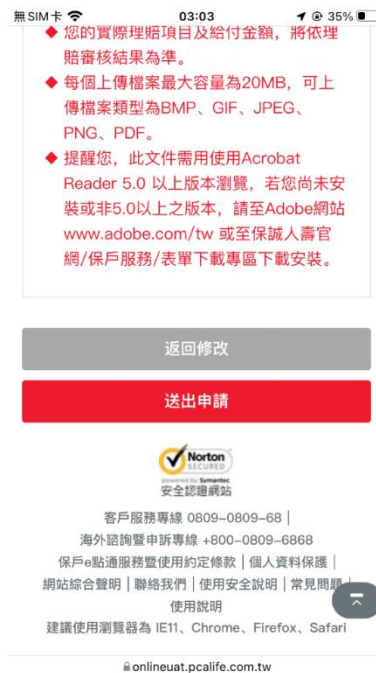 無SIM卡 03:03 35%
◆ 您的實際理賠項目及給付金額，將依理
賠審核結果為準。
◆ 每個上傳檔案最大容量為20MB，可上
傳檔案類型為BMP、GIF、JPEG、
PNG、PDF。
◆ 提醒您，此文件需用使用Acrobat
Reader 5.0 以上版本瀏覽，若您尚未安
裝或非5.0以上之版本，請至Adobe網站
www.adobe.com/tw 或至保誠人壽官
網/保戶服務/表單下載專區下載安裝。
返回修改
送出申請
Norton
SECURED
powered by Symantec
安全認證網站
客戶服務專線 0809-0809-68 |
海外諮詢暨申訴專線 +800-0809-6868
保戶e點通服務暨使用約定條款 | 個人資料保護 |
網站綜合聲明 | 聯絡我們 | 使用安全說明 | 常見問題 |
使用說明
建議使用瀏覽器為 IE11、Chrome、Firefox、Safari
onlineuat.pcalife.com.tw